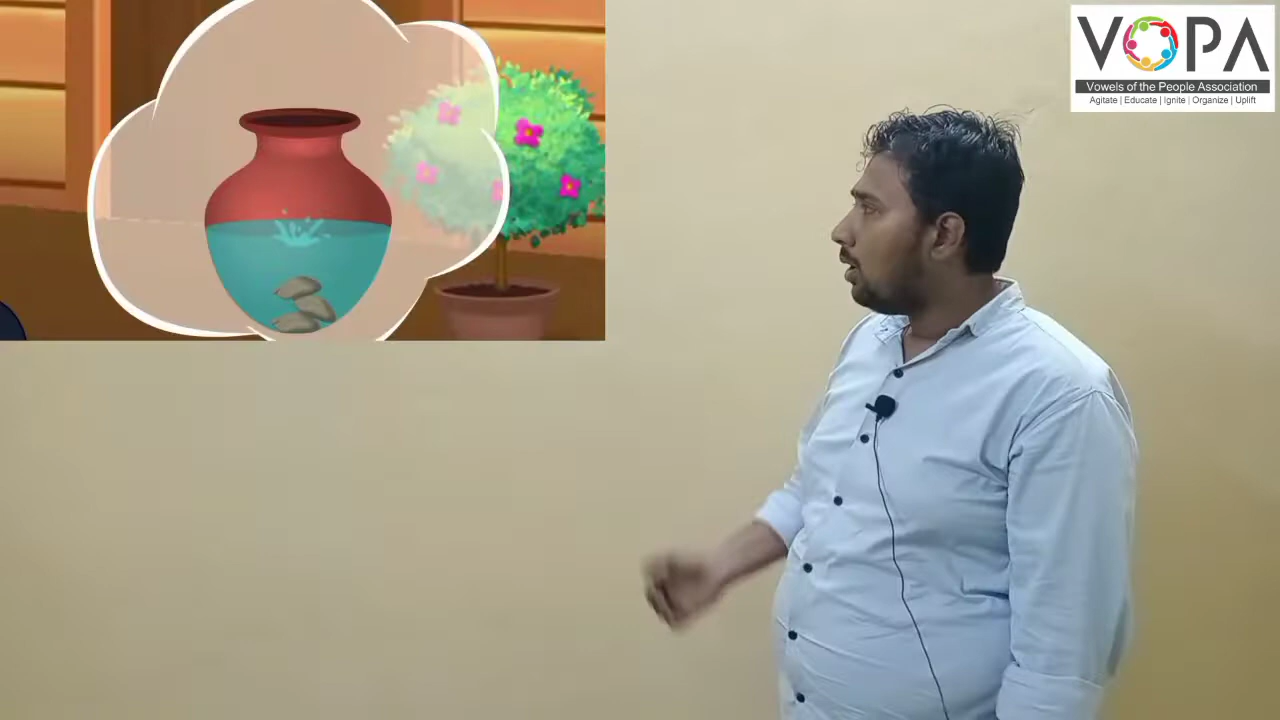 VOPA
Vowels of the People Association
Agitate | Educate | Ignite | Organize | Uplift